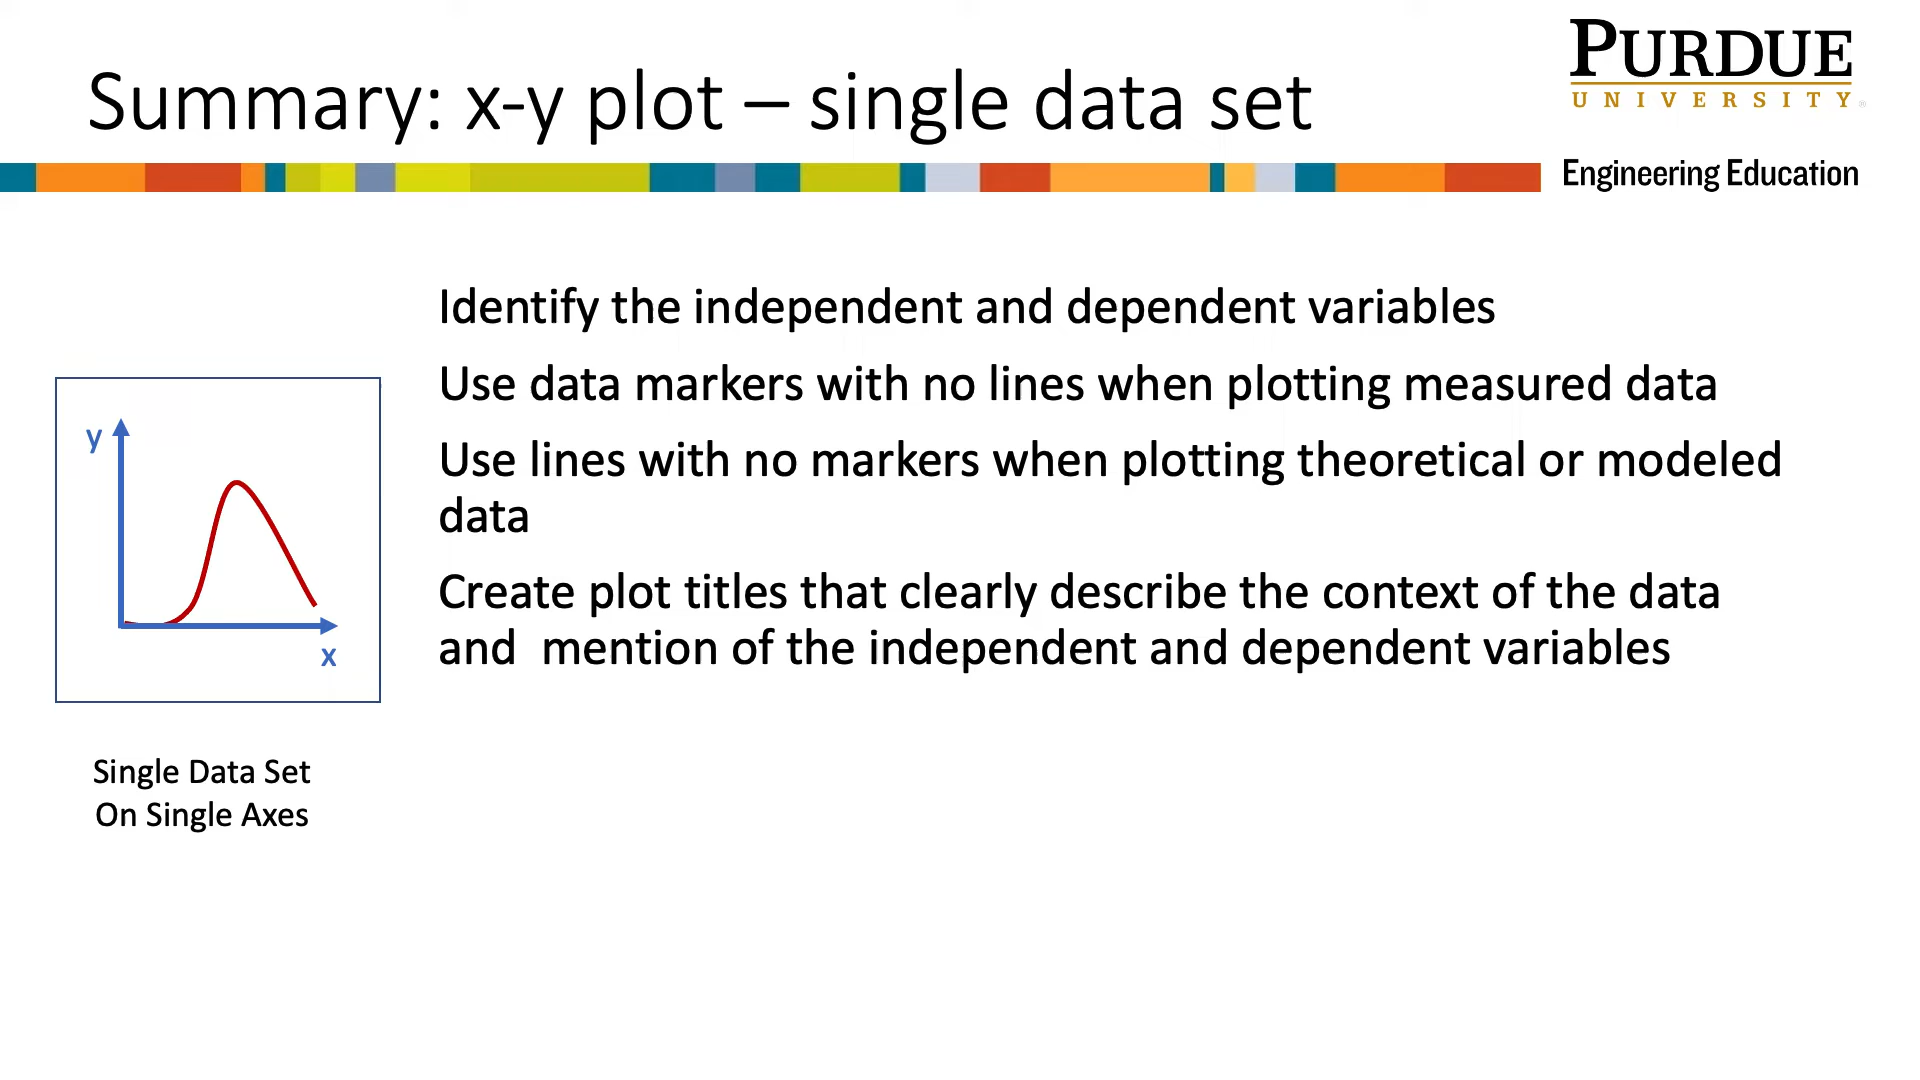 Summary: x-y plot – single data set
PURDUE
UNIVERSITY®
Engineering Education
Identify the independent and dependent variables
Use data markers with no lines when plotting measured data
Use lines with no markers when plotting theoretical or modeled
data
Create plot titles that clearly describe the context of the data
and  mention of the independent and dependent variables
y
x
Single Data Set
On Single Axes